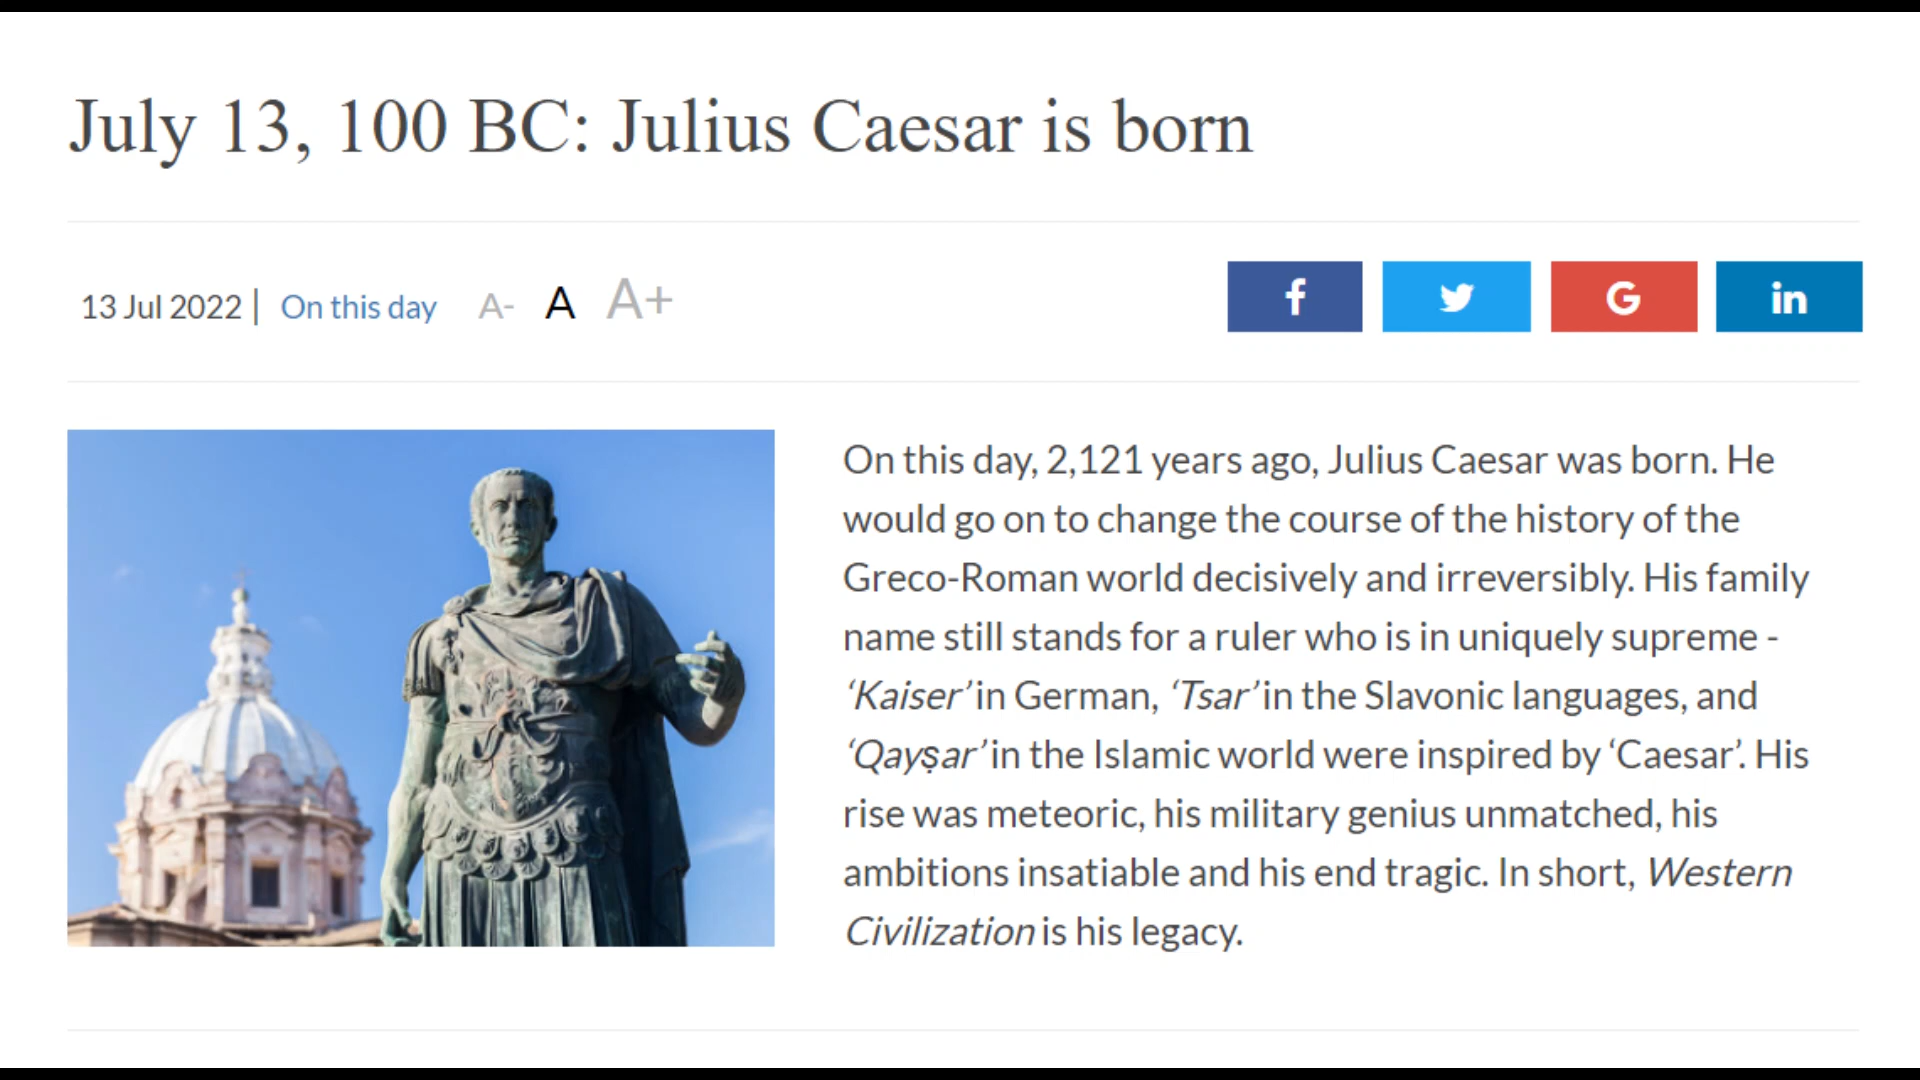 July 13, 100 BC: Julius Caesar is born
13 Jul 2022 | On this day A- A A+
f G in
On this day, 2,121 years ago, Julius Caesar was born. He
would go on to change the course of the history of the
Greco-Roman world decisively and irreversibly. His family
name still stands for a ruler who is in uniquely supreme -
‘Kaiser’ in German, ‘Tsar’ in the Slavonic languages, and
‘Qayṣar’ in the Islamic world were inspired by ‘Caesar’. His
rise was meteoric, his military genius unmatched, his
ambitions insatiable and his end tragic. In short, Western
Civilization is his legacy.